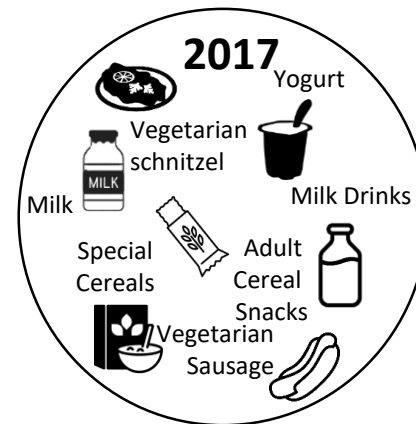 2017
Yogurt
Vegetarian
schnitzel
MILK
Milk
Milk Drinks
Special
Cereals
Adult
Cereal
Snacks
Vegetarian
Sausage